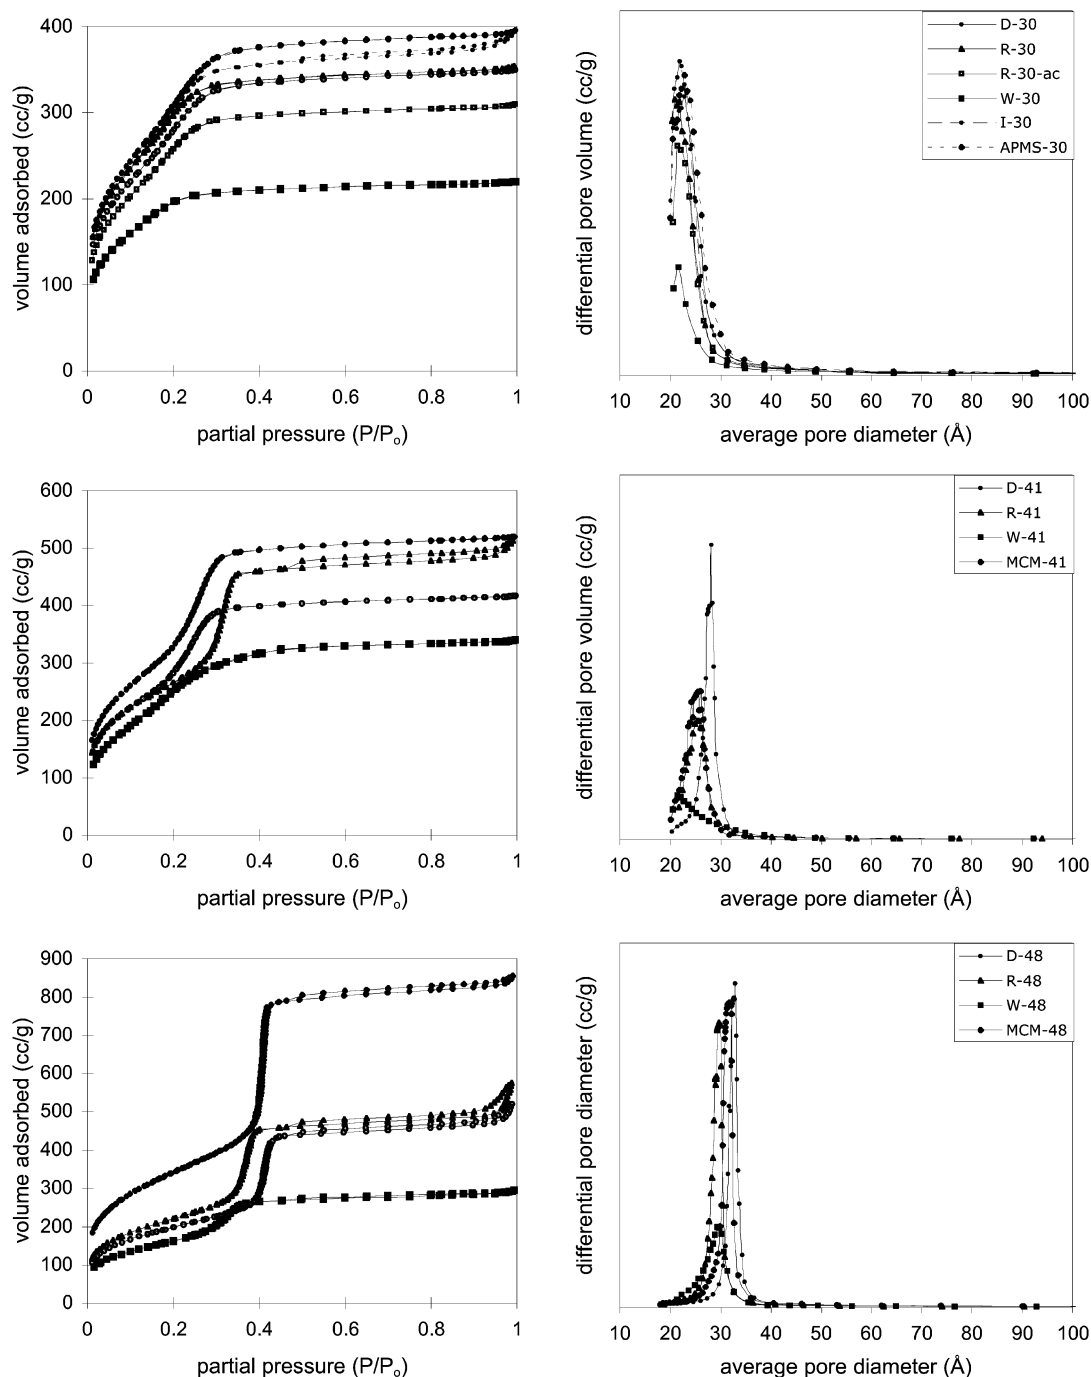 volume adsorbed (cc/g)
400
300
200
100
0
0 0.2 0.4 0.6 0.8 1
partial pressure (P/Pₒ)
differential pore volume (cc/g)
D-30
R-30
R-30-ac
W-30
I-30
APMS-30
10 20 30 40 50 60 70 80 90 100
average pore diameter (Å)
volume adsorbed (cc/g)
600
500
400
300
200
100
0
0 0.2 0.4 0.6 0.8 1
partial pressure (P/Pₒ)
differential pore volume (cc/g)
D-41
R-41
W-41
MCM-41
10 20 30 40 50 60 70 80 90 100
average pore diameter (Å)
volume adsorbed (cc/g)
900
800
700
600
500
400
300
200
100
0
0 0.2 0.4 0.6 0.8 1
partial pressure (P/Pₒ)
differential pore diameter (cc/g)
D-48
R-48
W-48
MCM-48
10 20 30 40 50 60 70 80 90 100
average pore diameter (Å)